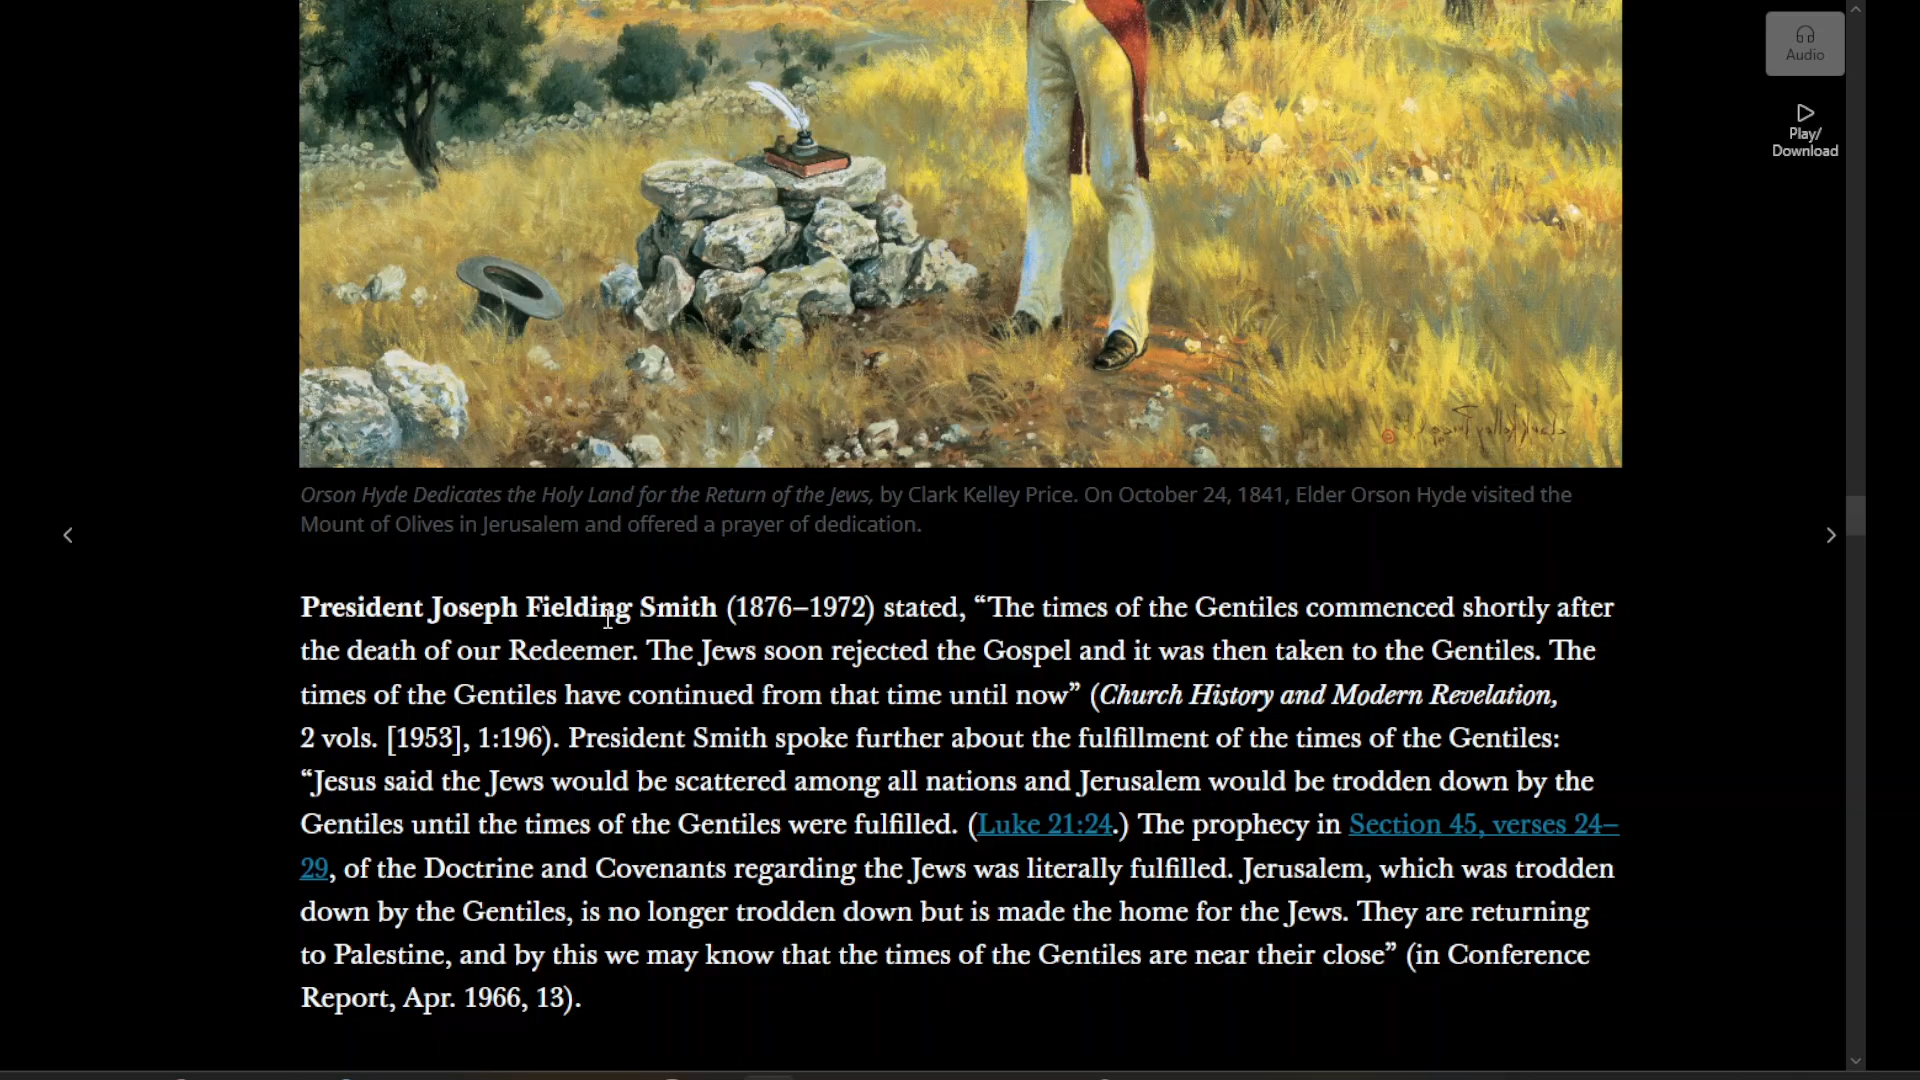 Audio
Play/
Download
Orson Hyde Dedicates the Holy Land for the Return of the Jews, by Clark Kelley Price. On October 24, 1841, Elder Orson Hyde visited the
Mount of Olives in Jerusalem and offered a prayer of dedication.
President Joseph Fielding Smith (1876–1972) stated, “The times of the Gentiles commenced shortly after
the death of our Redeemer. The Jews soon rejected the Gospel and it was then taken to the Gentiles. The
times of the Gentiles have continued from that time until now” (Church History and Modern Revelation,
2 vols. [1953], 1:196). President Smith spoke further about the fulfillment of the times of the Gentiles:
“Jesus said the Jews would be scattered among all nations and Jerusalem would be trodden down by the
Gentiles until the times of the Gentiles were fulfilled. (Luke 21:24.) The prophecy in Section 45, verses 24–
29, of the Doctrine and Covenants regarding the Jews was literally fulfilled. Jerusalem, which was trodden
down by the Gentiles, is no longer trodden down but is made the home for the Jews. They are returning
to Palestine, and by this we may know that the times of the Gentiles are near their close” (in Conference
Report, Apr. 1966, 13).